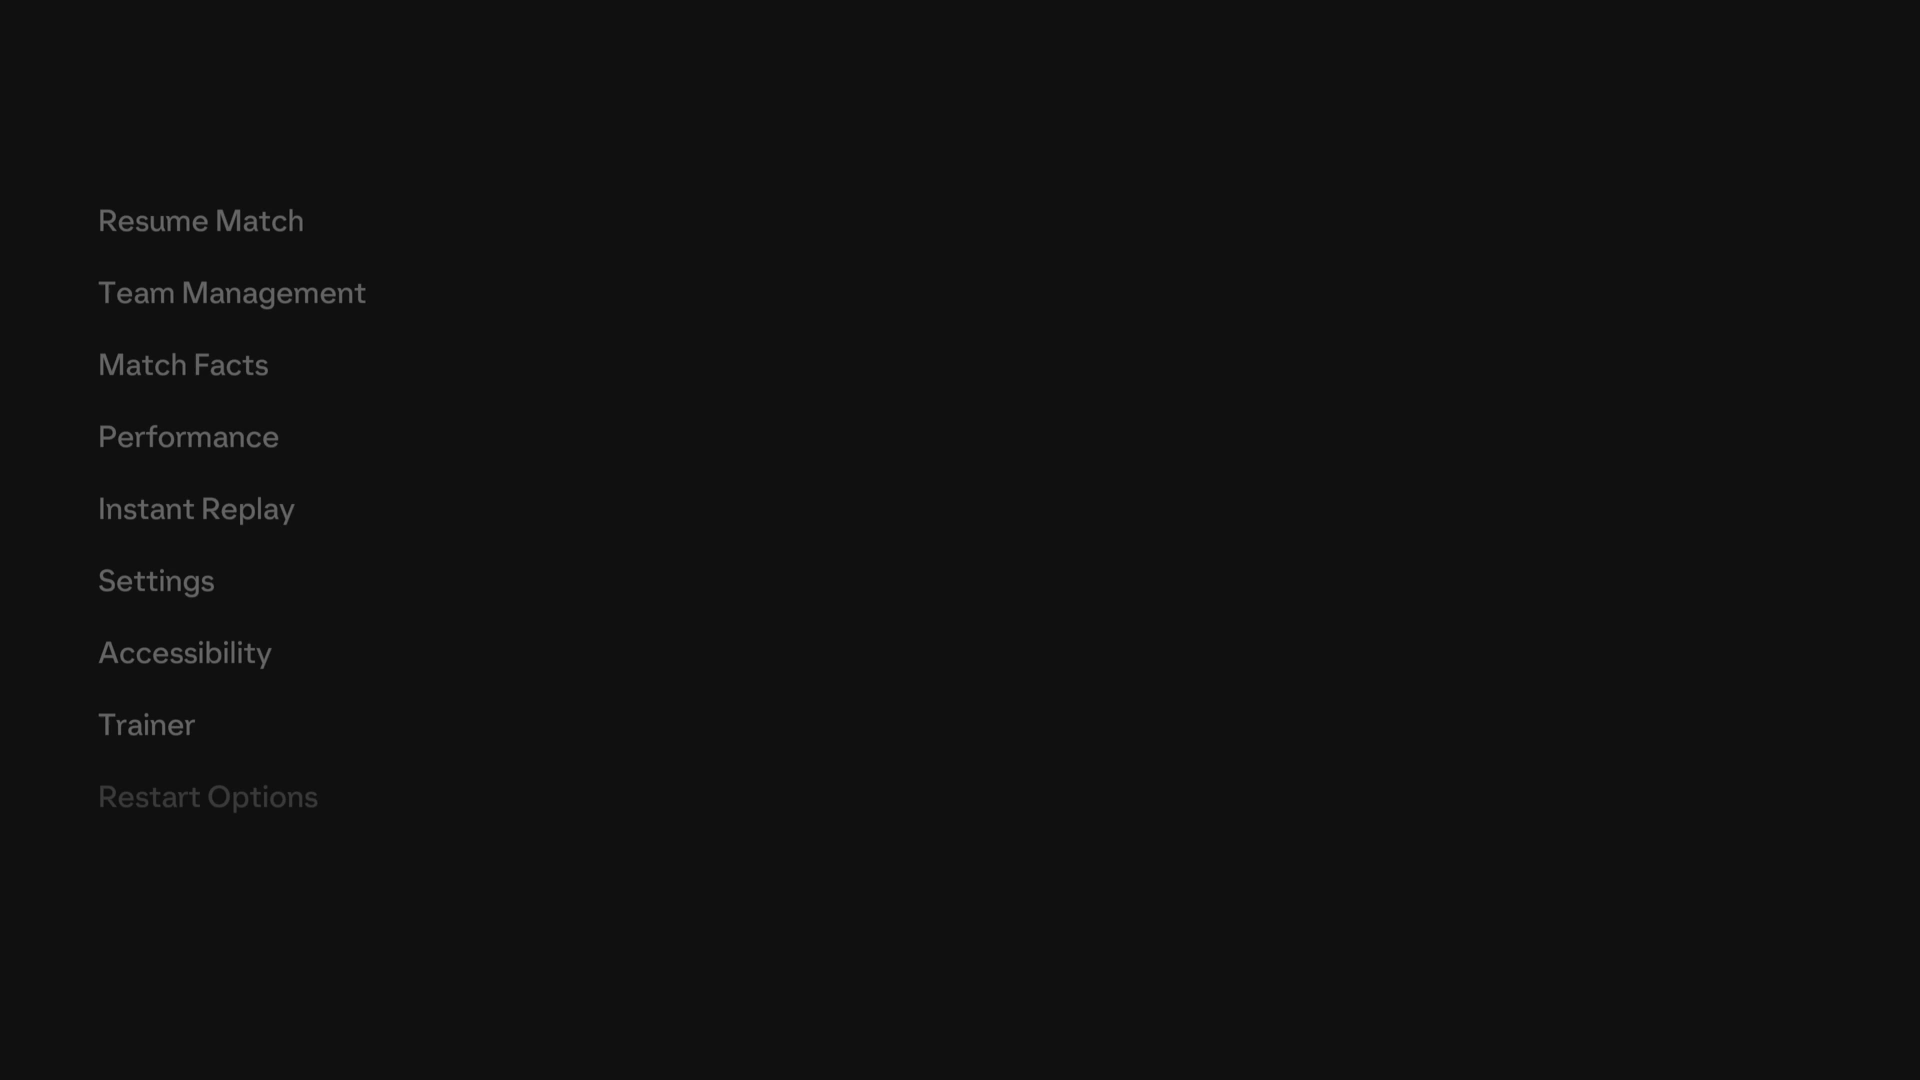 Resume Match
Team Management
Match Facts
Performance
Instant Replay
Settings
Accessibility
Trainer
Restart Options